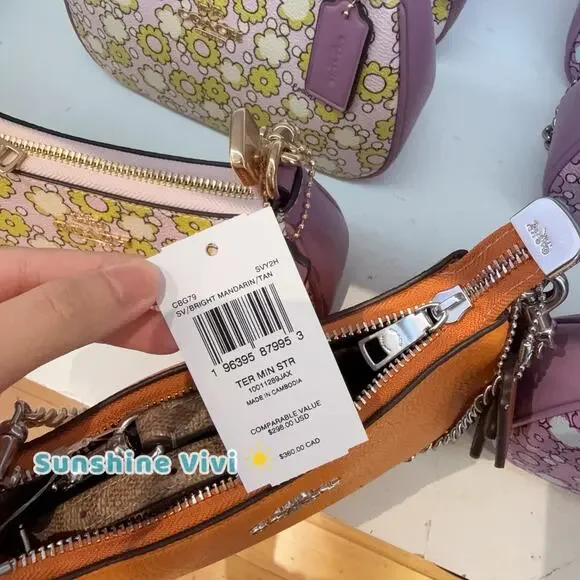 COACH
CBG79
SVY2H
SV/BRIGHT MANDARIN/TAN
1 96395 87995 3
TER MIN STR
10011289JAX
MADE IN CAMBODIA
COMPARABLE VALUE
$298.00 USD
$360.00 CAD
Sunshine Vivi